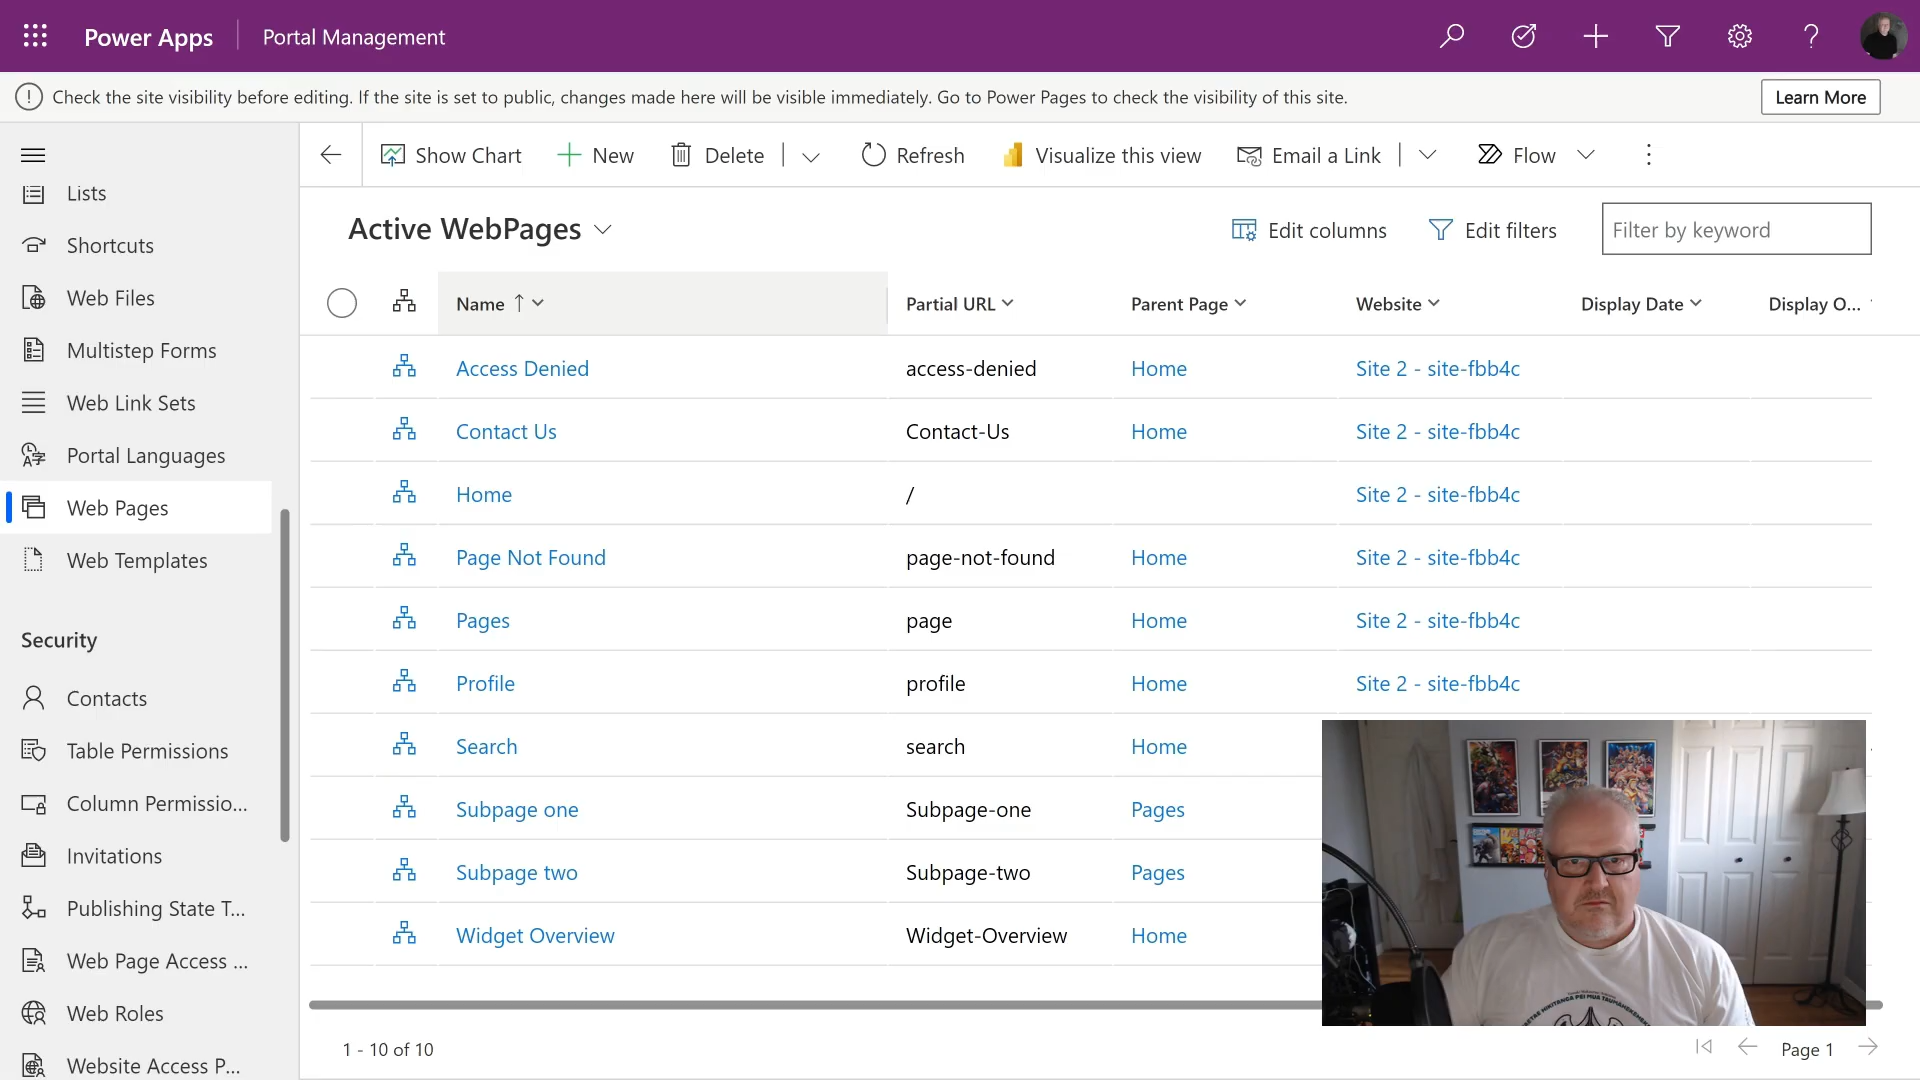 Power Apps
Portal Management
Check the site visibility before editing. If the site is set to public, changes made here will be visible immediately. Go to Power Pages to check the visibility of this site.
Learn More
Lists
Shortcuts
Web Files
Multistep Forms
Web Link Sets
Portal Languages
Web Pages
Web Templates
Security
Contacts
Table Permissions
Column Permissio...
Invitations
Publishing State T...
Web Page Access ...
Web Roles
Website Access P...
Show Chart
New
Delete
Refresh
Visualize this view
Email a Link
Flow
Active WebPages
Edit columns
Edit filters
Filter by keyword
Name Partial URL Parent Page Website Display Date Display O...
Access Denied access-denied Home Site 2 - site-fbb4c
Contact Us Contact-Us Home Site 2 - site-fbb4c
Home / Site 2 - site-fbb4c
Page Not Found page-not-found Home Site 2 - site-fbb4c
Pages page Home Site 2 - site-fbb4c
Profile profile Home Site 2 - site-fbb4c
Search search Home
Subpage one Subpage-one Pages
Subpage two Subpage-two Pages
Widget Overview Widget-Overview Home
1 - 10 of 10
Page 1